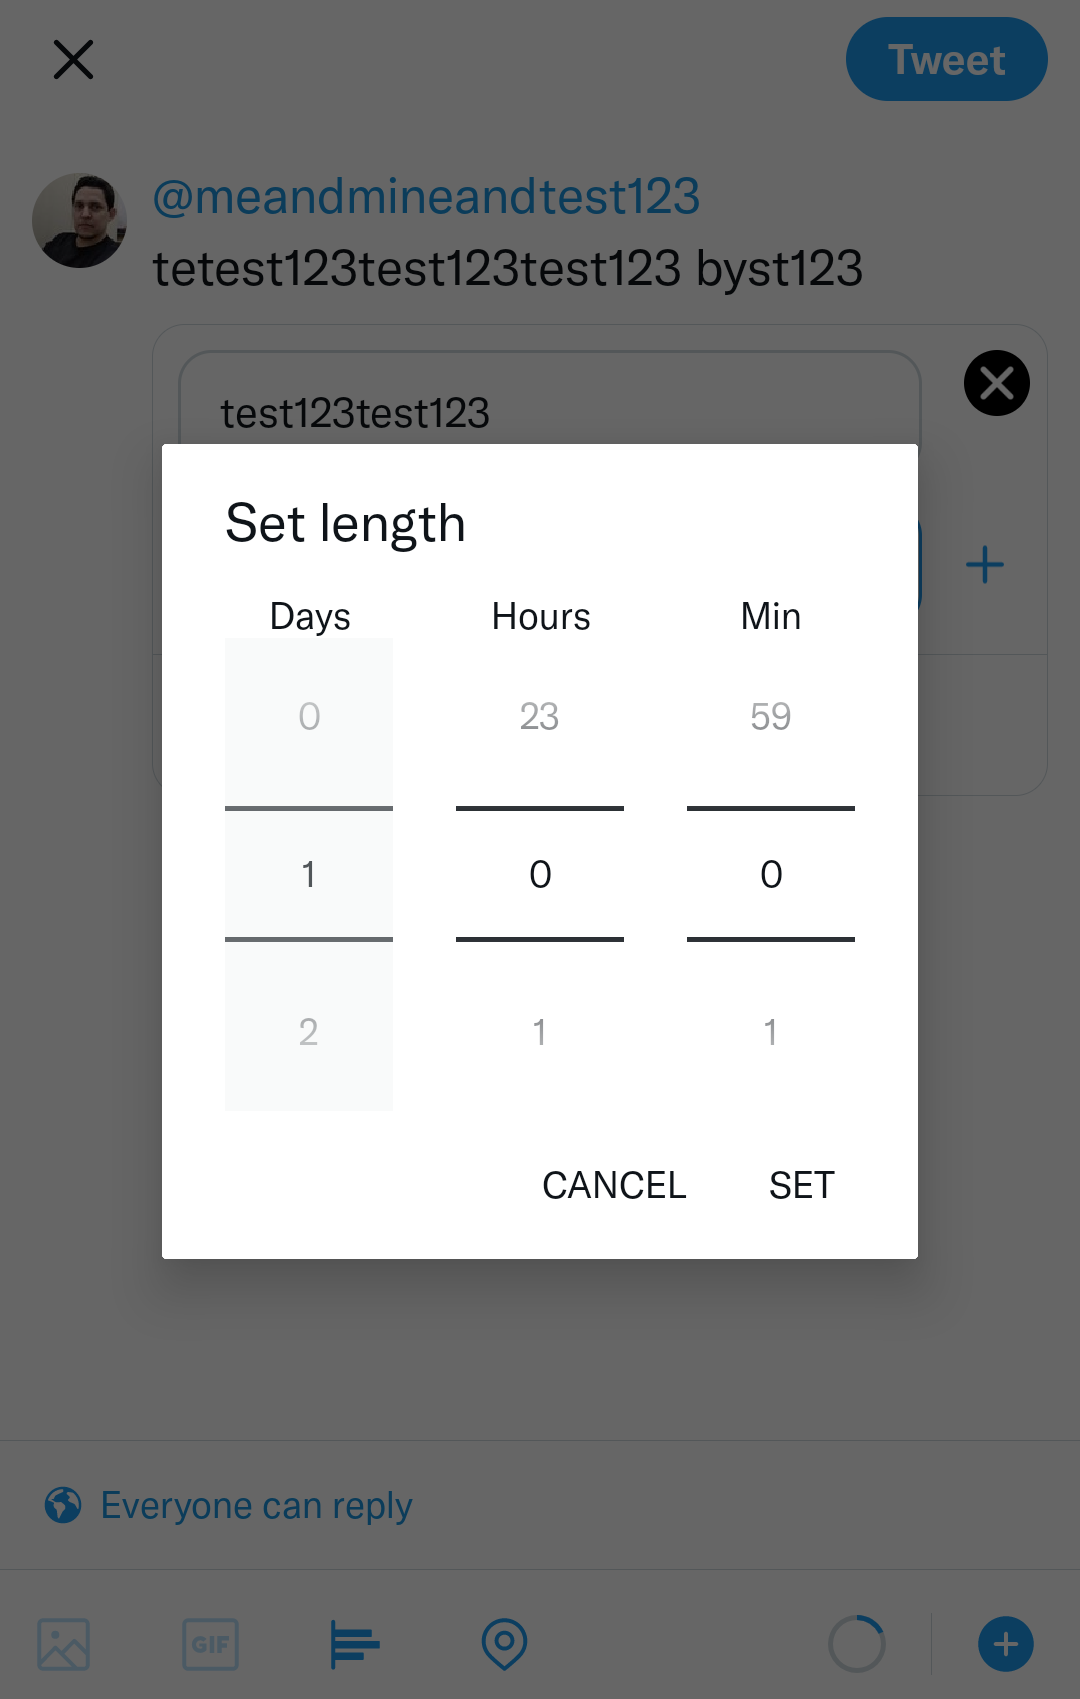 Tweet
@meandmineandtest123
tetest123test123test123 byst123
test123test123
Set length
Days Hours Min
0 23 59
1 0 0
2 1 1
CANCEL SET
Everyone can reply
GIF